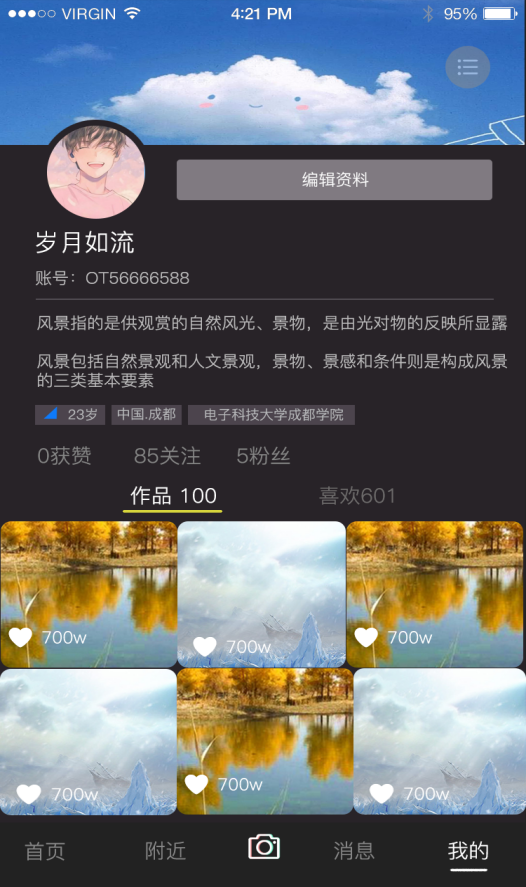 VIRGIN 4:21 PM 95%
编辑资料
岁月如流
账号：OT56666588
风景指的是供观赏的自然风光、景物，是由光对物的反映所显露
风景包括自然景观和人文景观，景物、景感和条件则是构成风景
的三类基本要素
23岁 中国.成都 电子科技大学成都学院
0获赞 85关注 5粉丝
作品 100 喜欢601
700w 700w 700w
700w 700w 700w
首页 附近 消息 我的